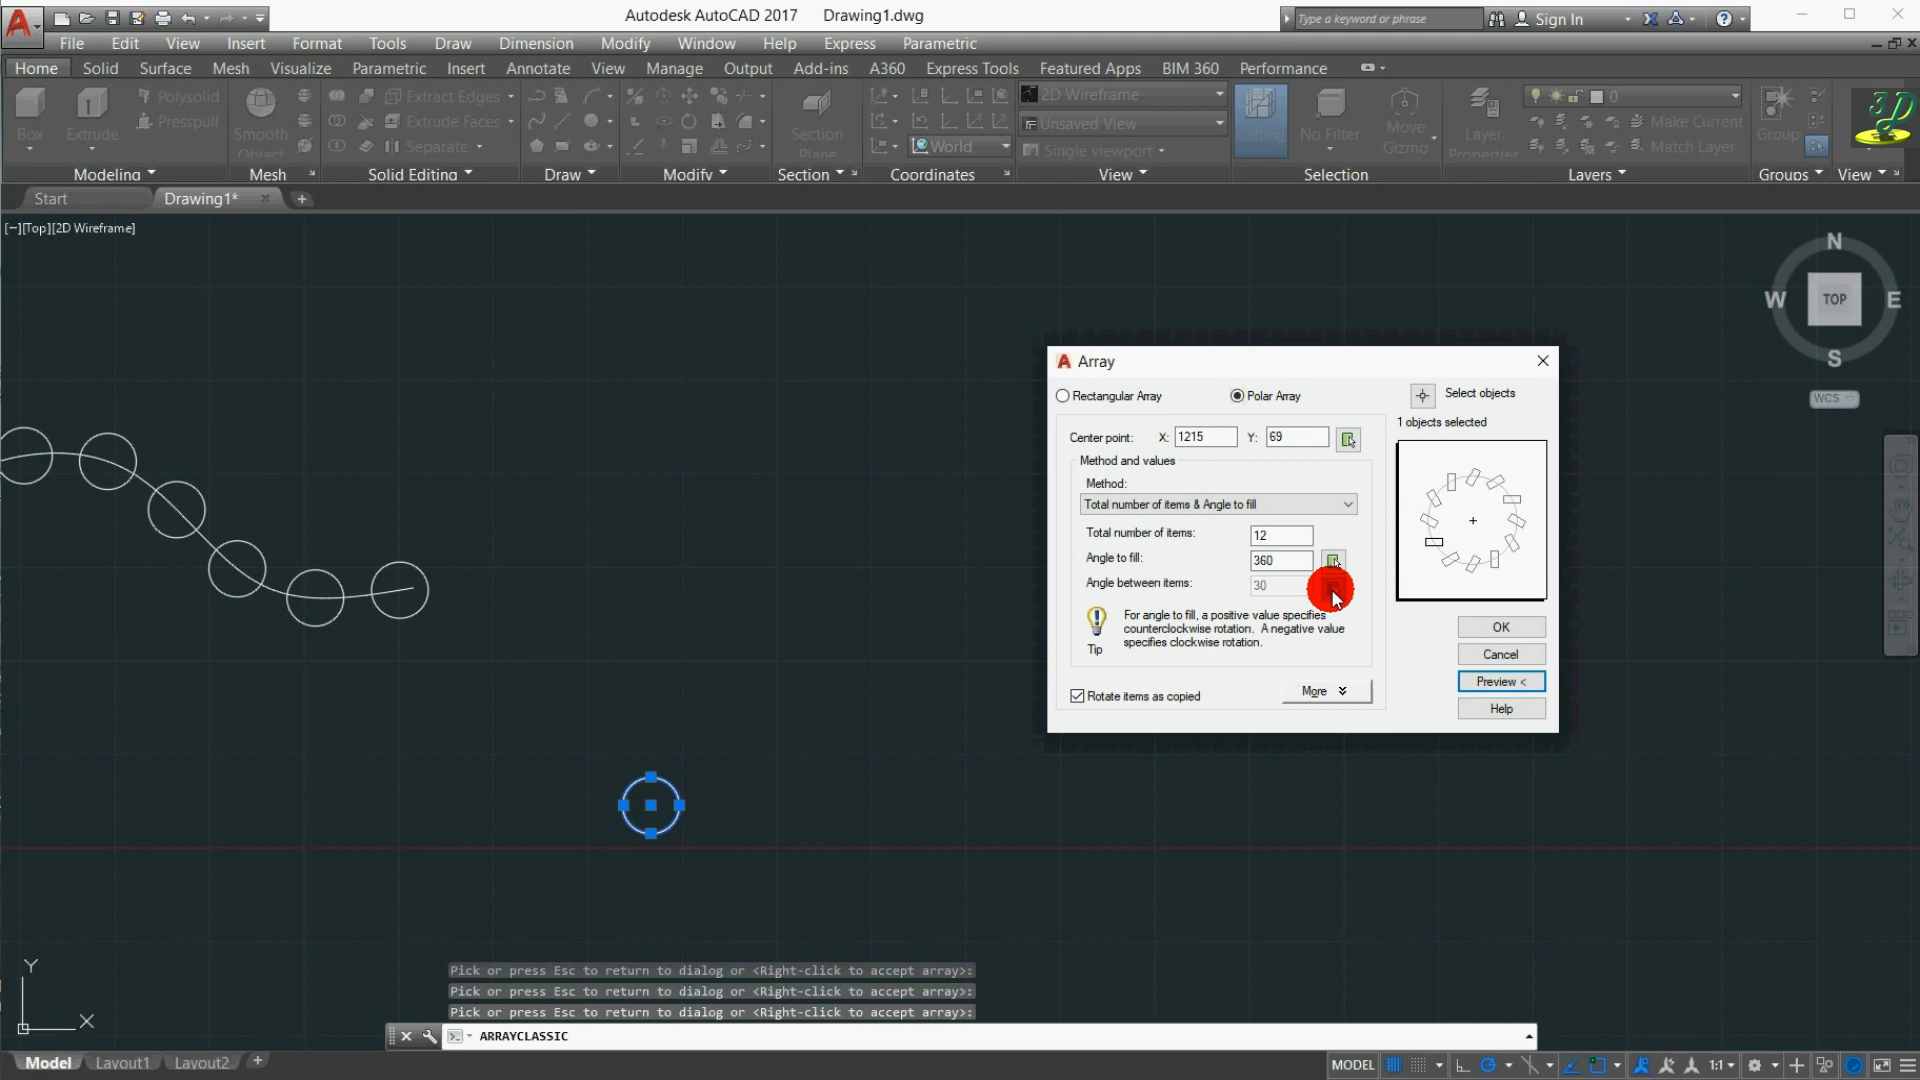 Autodesk AutoCAD 2017 Drawing1.dwg
Type a keyword or phrase
Sign In
File Edit View Insert Format Tools Draw Dimension Modify Window Help Express Parametric
Home Solid Surface Mesh Visualize Parametric Insert Annotate View Manage Output Add-ins A360 Express Tools Featured Apps BIM 360 Performance
Box
Extrude
Polysolid
Presspull
Smooth
Object
Extract Edges
Extrude Faces
Separate
Section
Plane
World
2D Wireframe
Unsaved View
Single viewport
Culling
No Filter
Move
Gizmo
Layer
Properties
0
Make Current
Match Layer
Group
3D
Modeling Mesh Solid Editing Draw Modify Section Coordinates View Selection Layers Groups View
Start Drawing1*
[−][Top][2D Wireframe]
N
W TOP E
S
WCS
Array
Rectangular Array Polar Array Select objects
1 objects selected
Center point: X: 1215 Y: 69
Method and values
Method:
Total number of items & Angle to fill
Total number of items: 12
Angle to fill: 360
Angle between items: 30
For angle to fill, a positive value specifies
counterclockwise rotation. A negative value
specifies clockwise rotation.
Tip
Rotate items as copied
More
OK
Cancel
Preview <
Help
Y
X
Pick or press Esc to return to dialog or <Right-click to accept array>:
Pick or press Esc to return to dialog or <Right-click to accept array>:
Pick or press Esc to return to dialog or <Right-click to accept array>:
ARRAYCLASSIC
Model Layout1 Layout2 +
MODEL
1:1